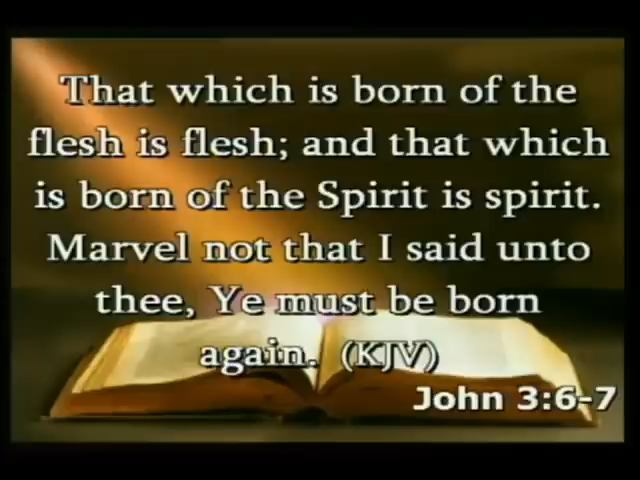 That which is born of the
flesh is flesh; and that which
is born of the Spirit is spirit.
Marvel not that I said unto
thee, Ye must be born
again. (KJV)
John 3:6-7